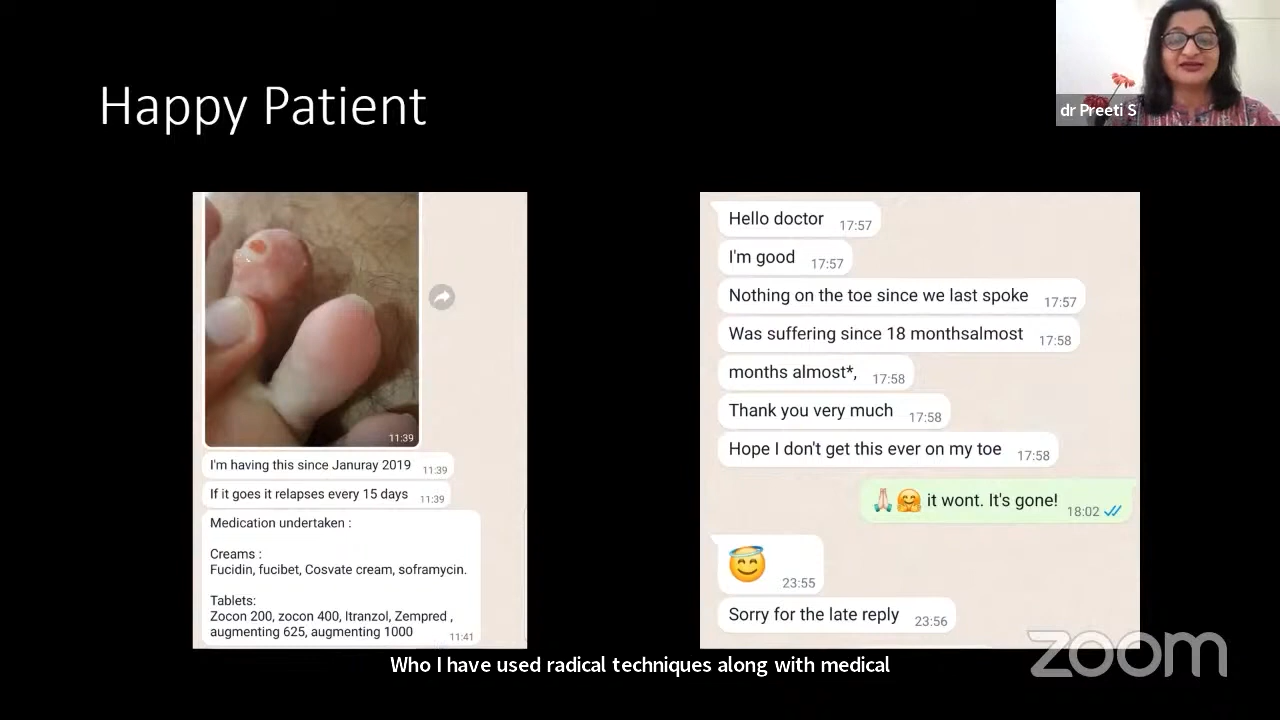 Happy Patient
dr Preeti S
11:39
I'm having this since Januray 2019 11:39
If it goes it relapses every 15 days 11:39
Medication undertaken :
Creams :
Fucidin, fucibet, Cosvate cream, soframycin.
Tablets:
Zocon 200, zocon 400, Itranzol, Zempred ,
augmenting 625, augmenting 1000 11:41
Hello doctor 17:57
I'm good 17:57
Nothing on the toe since we last spoke 17:57
Was suffering since 18 monthsalmost 17:58
months almost*, 17:58
Thank you very much 17:58
Hope I don't get this ever on my toe 17:58
🙏🏻🤗 it wont. It's gone! 18:02
😇 23:55
Sorry for the late reply 23:56
Who I have used radical techniques along with medical
zoom